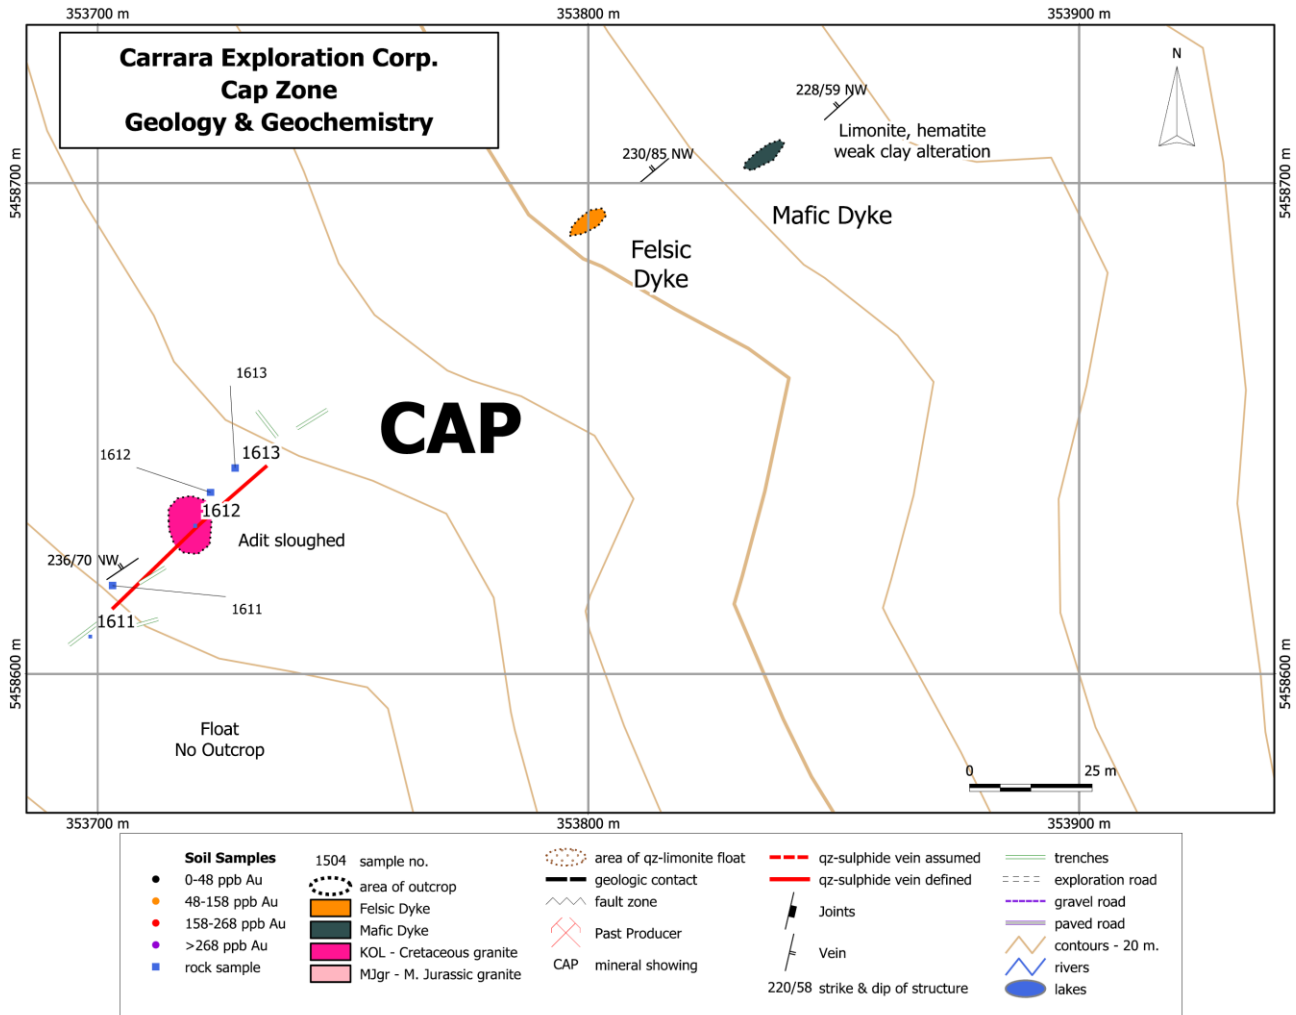 353700 m
353800 m
353900 m
Carrara Exploration Corp.
Cap Zone
Geology & Geochemistry
N
228/59 NW
Limonite, hematite
weak clay alteration
230/85 NW
5458700 m
5458700 m
Mafic Dyke
Felsic
Dyke
1613
CAP
1613
1612
1612
Adit sloughed
236/70 NW
1611
1611
5458600 m
5458600 m
Float
No Outcrop
0
25 m
353700 m
353800 m
353900 m
Soil Samples
0-48 ppb Au
48-158 ppb Au
158-268 ppb Au
>268 ppb Au
rock sample
1504 sample no.
area of outcrop
Felsic Dyke
Mafic Dyke
KOL - Cretaceous granite
MJgr - M. Jurassic granite
area of qz-limonite float
geologic contact
fault zone
Past Producer
CAP mineral showing
qz-sulphide vein assumed
qz-sulphide vein defined
Joints
Vein
220/58 strike & dip of structure
trenches
exploration road
gravel road
paved road
contours - 20 m.
rivers
lakes